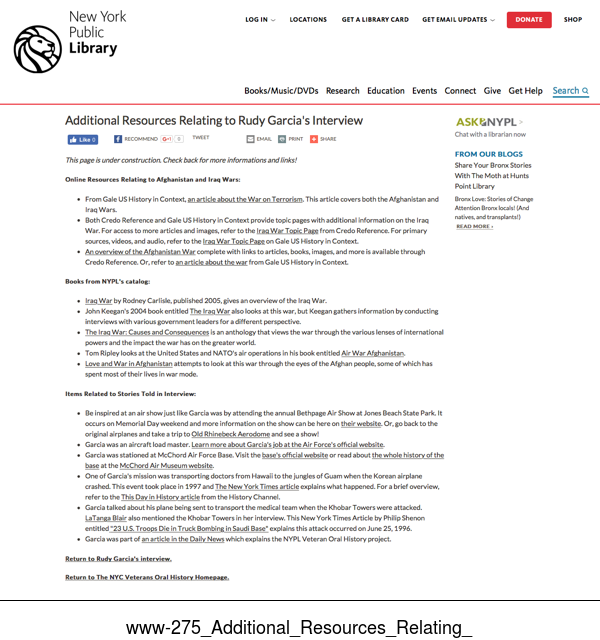 New York
Public
Library
LOG IN
LOCATIONS
GET A LIBRARY CARD
GET EMAIL UPDATES
DONATE
SHOP
Books/Music/DVDs Research Education Events Connect Give Get Help Search
Additional Resources Relating to Rudy Garcia's Interview
Like 0
RECOMMEND
G+1 0
TWEET
EMAIL
PRINT
SHARE
This page is under construction. Check back for more informations and links!
Online Resources Relating to Afghanistan and Iraq Wars:
• From Gale US History in Context, an article about the War on Terrorism. This article covers both the Afghanistan and
Iraq Wars.
• Both Credo Reference and Gale US History in Context provide topic pages with additional information on the Iraq
War. For access to more articles and images, refer to the Iraq War Topic Page from Credo Reference. For primary
sources, videos, and audio, refer to the Iraq War Topic Page on Gale US History in Context.
• An overview of the Afghanistan War complete with links to articles, books, images, and more is available through
Credo Reference. Or, refer to an article about the war from Gale US History in Context.
Books from NYPL's catalog:
• Iraq War by Rodney Carlisle, published 2005, gives an overview of the Iraq War.
• John Keegan's 2004 book entitled The Iraq War also looks at this war, but Keegan gathers information by conducting
interviews with various government leaders for a different perspective.
• The Iraq War: Causes and Consequences is an anthology that views the war through the various lenses of international
powers and the impact the war has on the greater world.
• Tom Ripley looks at the United States and NATO's air operations in his book entitled Air War Afghanistan.
• Love and War in Afghanistan attempts to look at this war through the eyes of the Afghan people, some of which has
spent most of their lives in war mode.
Items Related to Stories Told in Interview:
• Be inspired at an air show just like Garcia was by attending the annual Bethpage Air Show at Jones Beach State Park. It
occurs on Memorial Day weekend and more information on the show can be here on their website. Or, go back to the
original airplanes and take a trip to Old Rhinebeck Aerodome and see a show!
• Garcia was an aircraft load master. Learn more about Garcia's job at the Air Force's official website.
• Garcia was stationed at McChord Air Force Base. Visit the base's official website or read about the whole history of the
base at the McChord Air Museum website.
• One of Garcia's mission was transporting doctors from Hawaii to the jungles of Guam when the Korean airplane
crashed. This event took place in 1997 and The New York Times article explains what happened. For a brief overview,
refer to the This Day in History article from the History Channel.
• Garcia talked about his plane being sent to transport the medical team when the Khobar Towers were attacked.
LaTanga Blair also mentioned the Khobar Towers in her interview. This New York Times Article by Philip Shenon
entitled "23 U.S. Troops Die in Truck Bombing in Saudi Base" explains this attack occurred on June 25, 1996.
• Garcia was part of an article in the Daily News which explains the NYPL Veteran Oral History project.
Return to Rudy Garcia's interview.
Return to The NYC Veterans Oral History Homepage.
ASK NYPL >
Chat with a librarian now
FROM OUR BLOGS
Share Your Bronx Stories
With The Moth at Hunts
Point Library
Bronx Love: Stories of Change
Attention Bronx locals! (And
natives, and transplants!)
READ MORE ›
www-275_Additional_Resources_Relating_